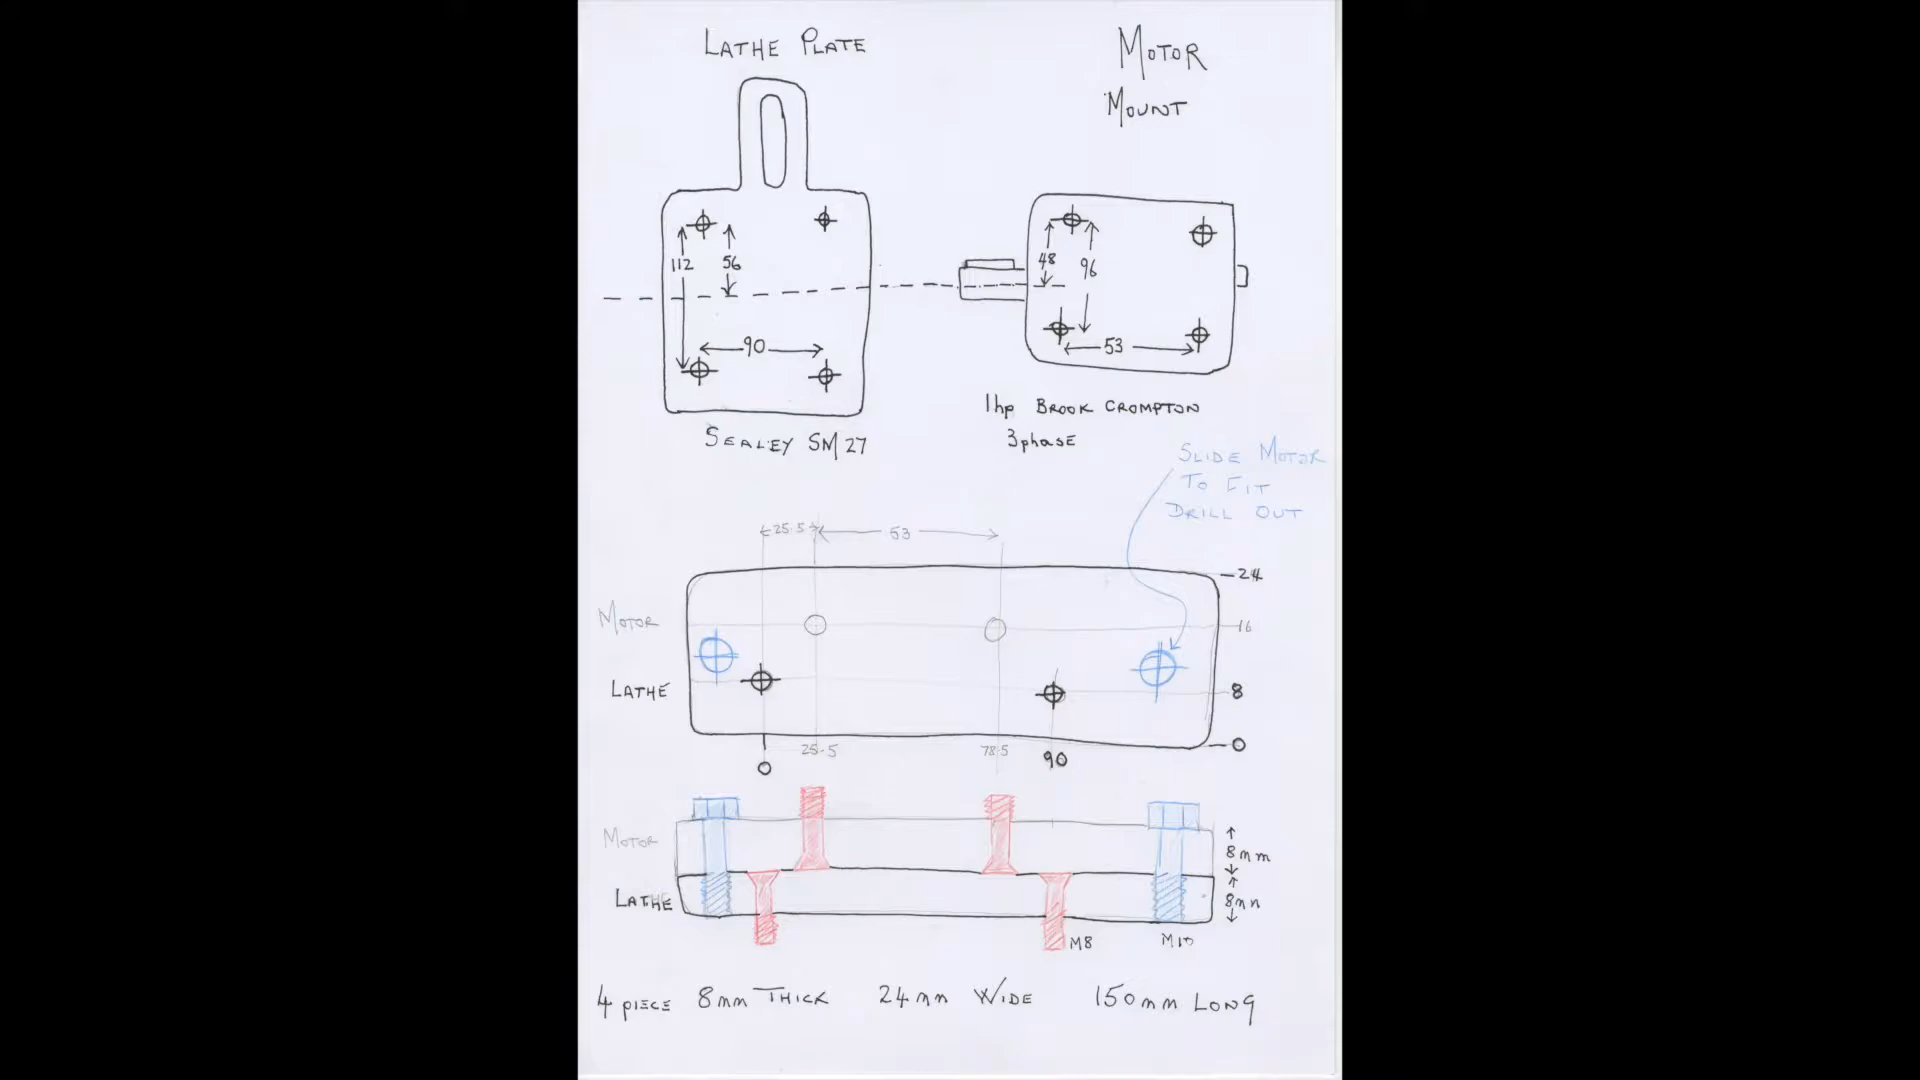 LATHE PLATE
MOTOR
MOUNT
112
56
90
48
96
53
SEALEY SM27
1hp BROOK CROMPTON
3phase
SLIDE MOTOR
TO FIT
DRILL OUT
25.5
53
24
MOTOR
16
LATHE
8
0
0
25.5
78.5
90
MOTOR
8mm
LATHE
8mm
M8
M10
4 PIECE 8mm THICK 24mm WIDE 150mm LONG